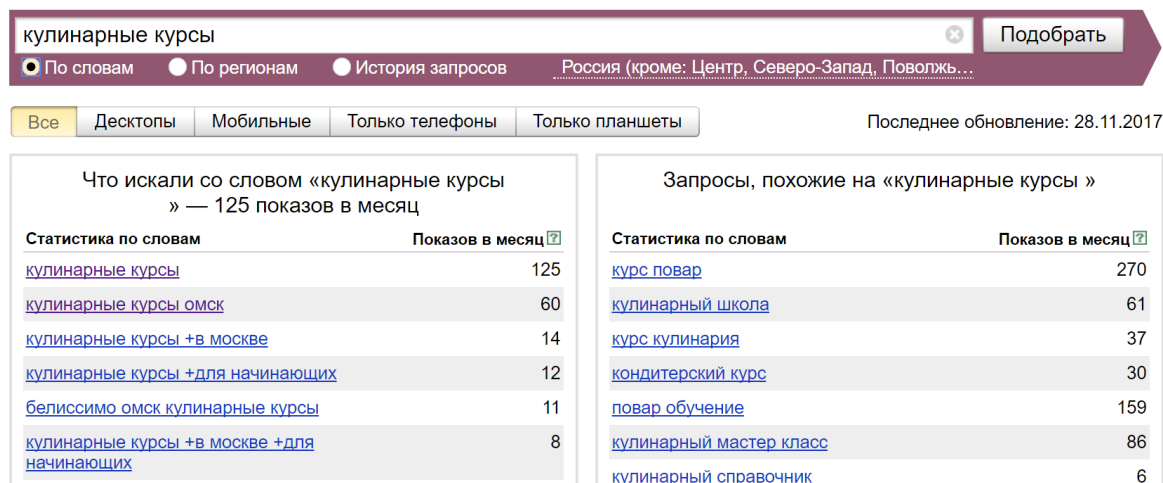 кулинарные курсы
Подобрать
По словам По регионам История запросов Россия (кроме: Центр, Северо-Запад, Поволжь…
Все Десктопы Мобильные Только телефоны Только планшеты Последнее обновление: 28.11.2017
Что искали со словом «кулинарные курсы
» — 125 показов в месяц
Статистика по словам Показов в месяц ?
кулинарные курсы 125
кулинарные курсы омск 60
кулинарные курсы +в москве 14
кулинарные курсы +для начинающих 12
белиссимо омск кулинарные курсы 11
кулинарные курсы +в москве +для 8
начинающих
Запросы, похожие на «кулинарные курсы »
Статистика по словам Показов в месяц ?
курс повар 270
кулинарный школа 61
курс кулинария 37
кондитерский курс 30
повар обучение 159
кулинарный мастер класс 86
кулинарный справочник 6